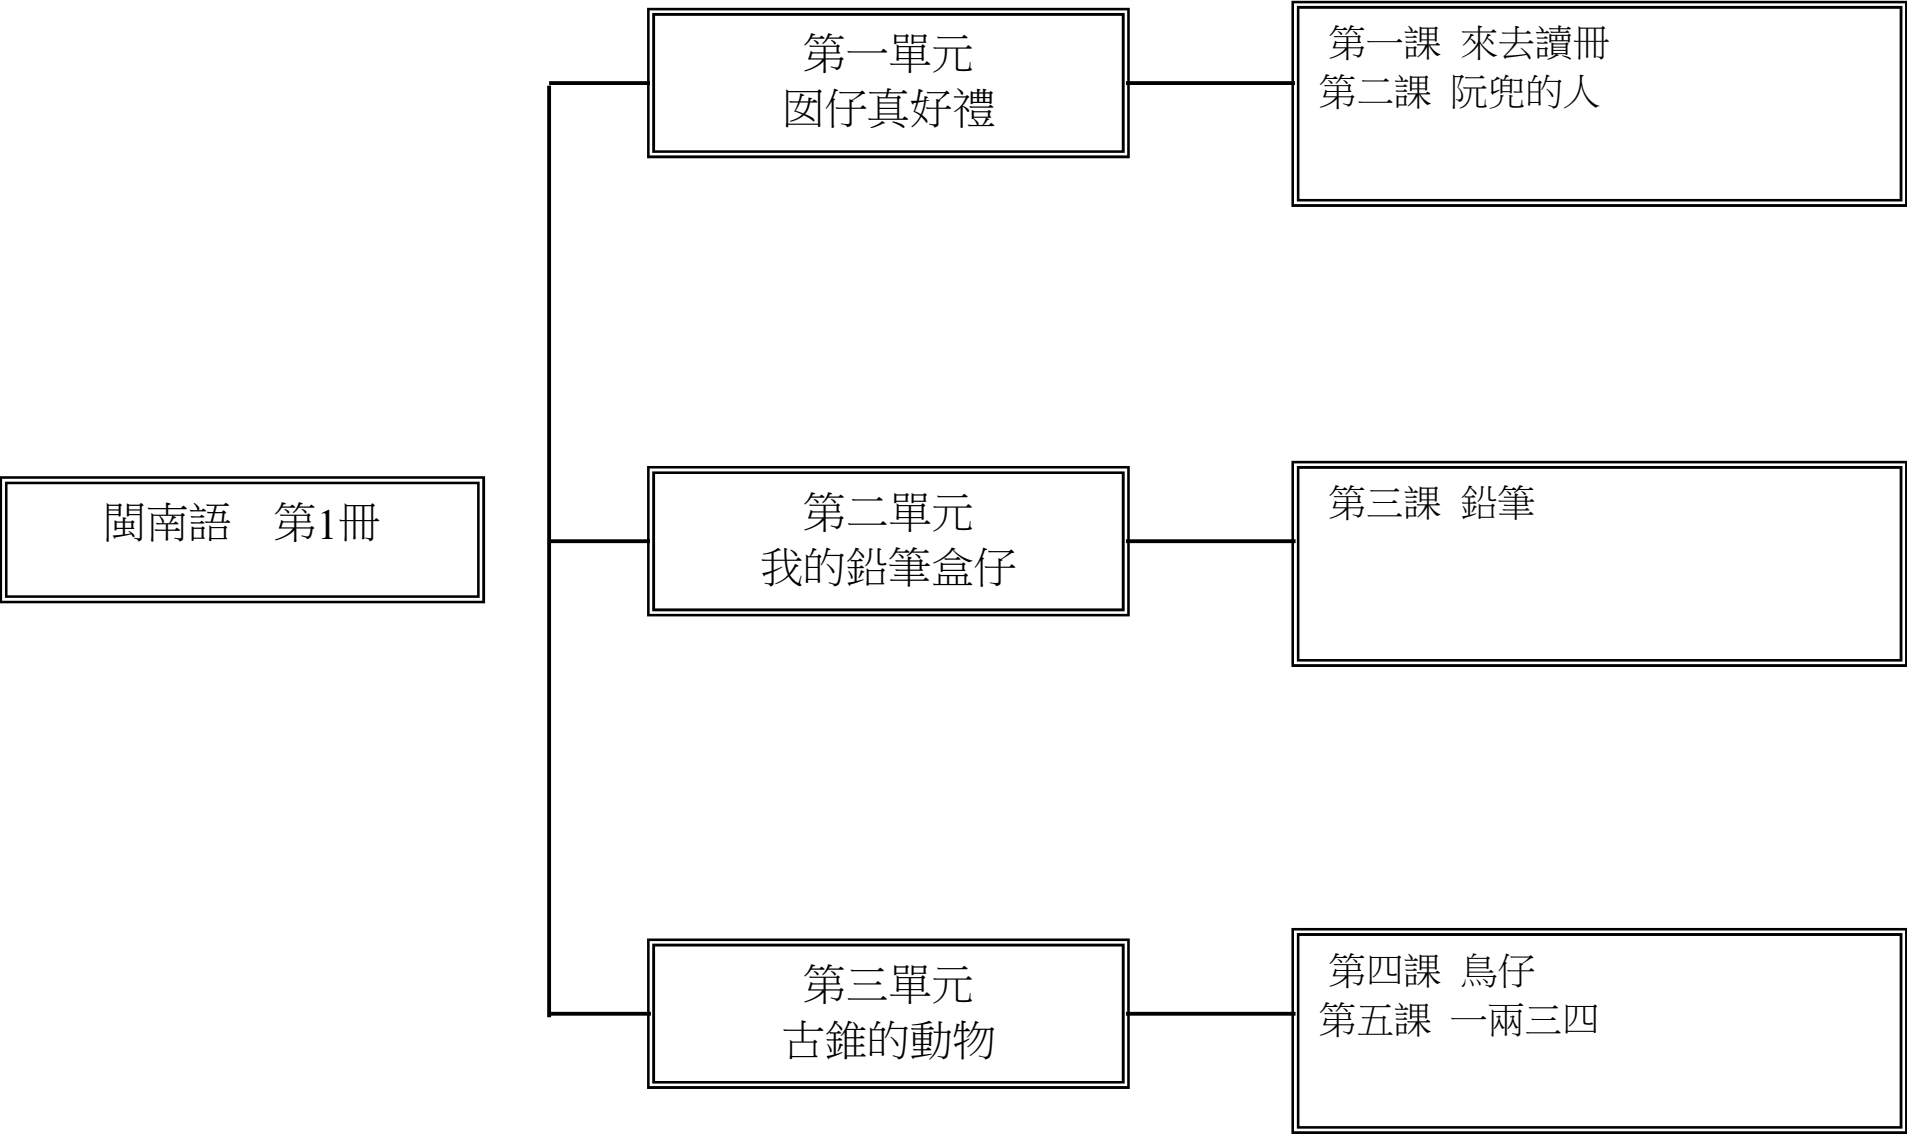 閩南語　第1冊
第一單元
囡仔真好禮
第一課 來去讀冊
第二課 阮兜的人
第二單元
我的鉛筆盒仔
第三課 鉛筆
第三單元
古錐的動物
第四課 鳥仔
第五課 一兩三四